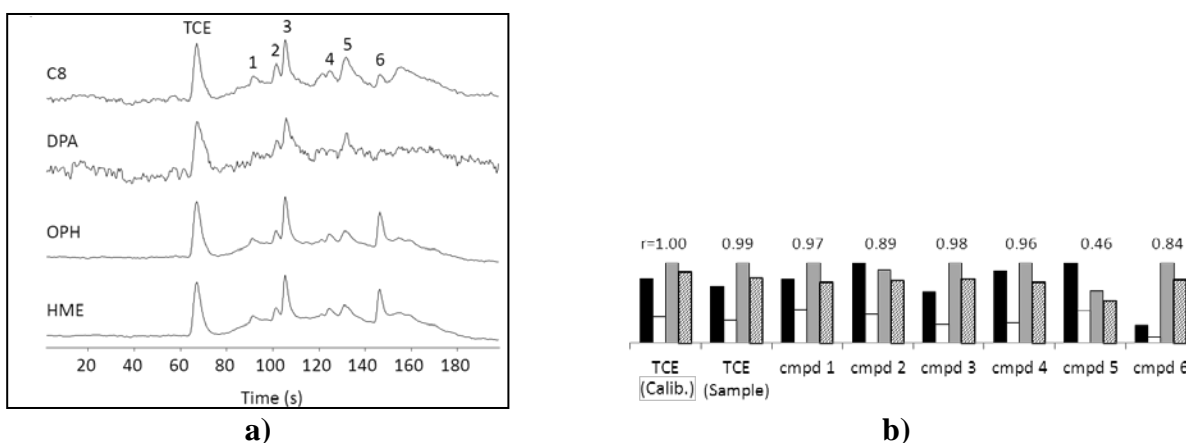 TCE
3
2
5
1
4
6
C8
DPA
OPH
HME
20 40 60 80 100 120 140 160 180
Time (s)
a)
r=1.00 0.99 0.97 0.89 0.98 0.96 0.46 0.84
TCE TCE cmpd 1 cmpd 2 cmpd 3 cmpd 4 cmpd 5 cmpd 6
(Calib.) (Sample)
b)